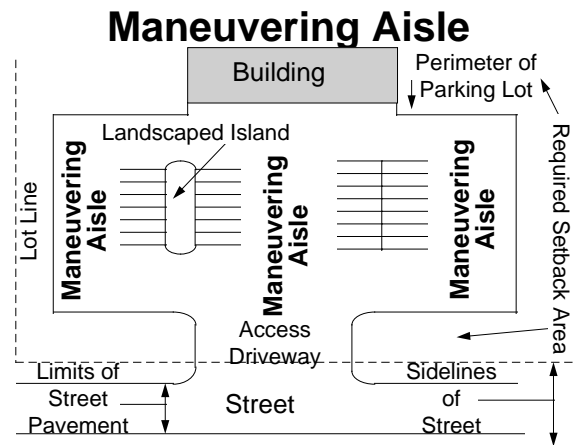 Maneuvering Aisle
Building
Perimeter of
Parking Lot
Landscaped Island
Required Setback Area
Lot Line
Maneuvering
Aisle
Maneuvering
Aisle
Maneuvering
Aisle
Access
Driveway
Limits of
Street
Pavement
Street
Sidelines
of
Street